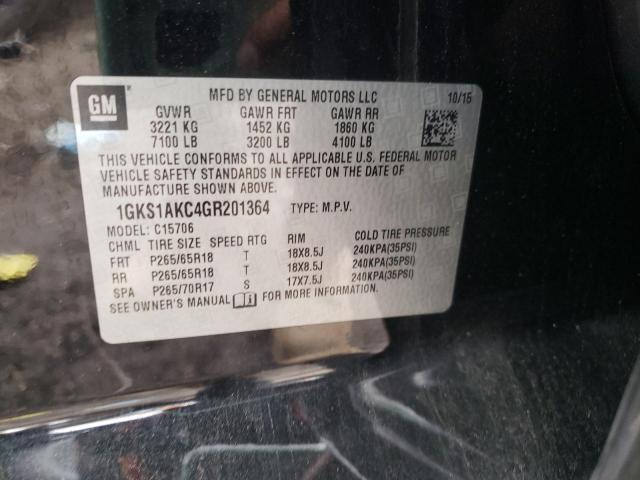 GM
MFD BY GENERAL MOTORS LLC 10/15
GVWR GAWR FRT GAWR RR
3221 KG 1452 KG 1860 KG
7100 LB 3200 LB 4100 LB
THIS VEHICLE CONFORMS TO ALL APPLICABLE U.S. FEDERAL MOTOR
VEHICLE SAFETY STANDARDS IN EFFECT ON THE DATE OF
MANUFACTURE SHOWN ABOVE.
1GKS1AKC4GR201364 TYPE: M.P.V.
MODEL: C15706
CHML TIRE SIZE SPEED RTG RIM COLD TIRE PRESSURE
FRT P265/65R18 T 18X8.5J 240KPA(35PSI)
RR P265/65R18 T 18X8.5J 240KPA(35PSI)
SPA P265/70R17 S 17X7.5J 240KPA(35PSI)
SEE OWNER'S MANUAL FOR MORE INFORMATION.